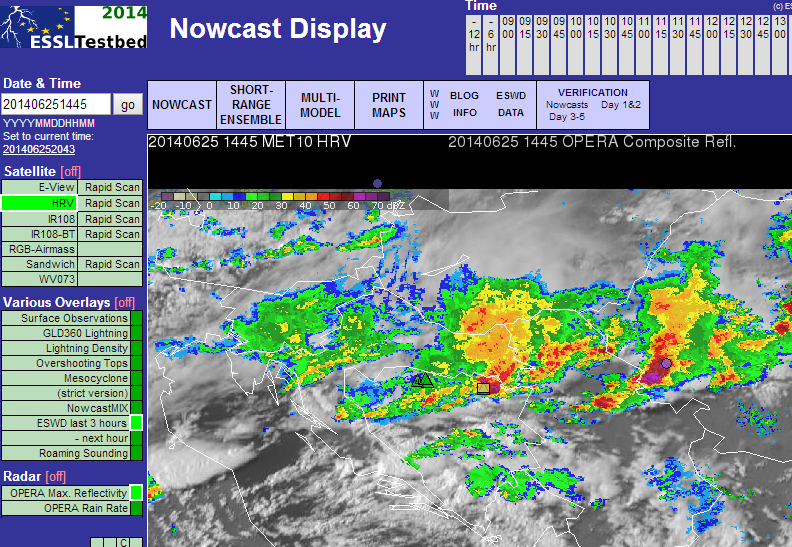 2014
ESSLTestbed
Nowcast Display
Time
(c) ES
- 12 hr
- 6 hr
09 00
09 15
09 30
09 45
10 00
10 15
10 30
10 45
11 00
11 15
11 30
11 45
12 00
12 15
12 30
12 45
13 00
Date & Time
201406251445
go
YYYYMMDDHHMM
Set to current time:
201406252043
NOWCAST
SHORT-
RANGE
ENSEMBLE
MULTI-
MODEL
PRINT
MAPS
W
W
W
BLOG
INFO
ESWD
DATA
VERIFICATION
Nowcasts Day 1&2
Day 3-5
20140625 1445 MET10 HRV
20140625 1445 OPERA Composite Refl.
-20 -10 0 10 20 30 40 50 60 70 dBZ
Satellite [off]
E-View Rapid Scan
HRV Rapid Scan
IR108 Rapid Scan
IR108-BT Rapid Scan
RGB-Airmass
Sandwich Rapid Scan
WV073
Various Overlays [off]
Surface Observations
GLD360 Lightning
Lightning Density
Overshooting Tops
Mesocyclone
(strict version)
NowcastMIX
ESWD last 3 hours
- next hour
Roaming Sounding
Radar [off]
OPERA Max. Reflectivity
OPERA Rain Rate
C